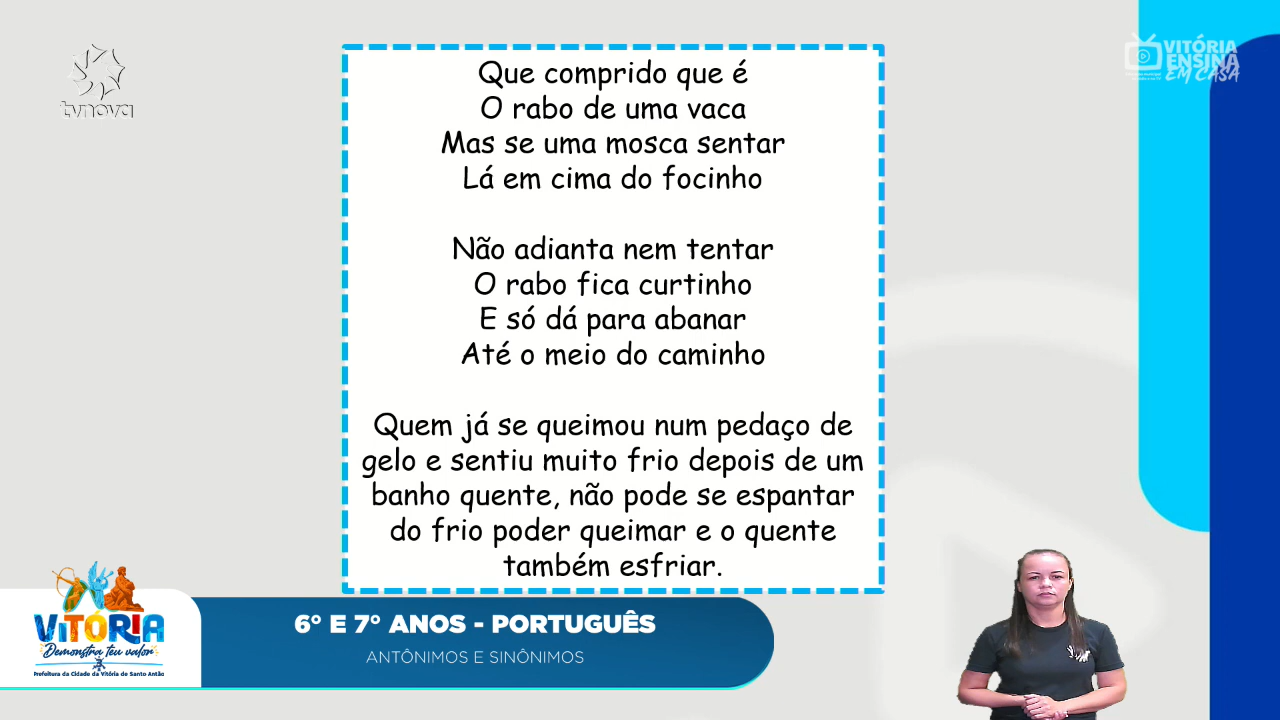 tvnova
VITÓRIA
ENSINA
EM CASA
Que comprido que é
O rabo de uma vaca
Mas se uma mosca sentar
Lá em cima do focinho
Não adianta nem tentar
O rabo fica curtinho
E só dá para abanar
Até o meio do caminho
Quem já se queimou num pedaço de
gelo e sentiu muito frio depois de um
banho quente, não pode se espantar
do frio poder queimar e o quente
também esfriar.
VITÓRIA
Demonstra teu valor
Prefeitura da Cidade da Vitória de Santo Antão
6º E 7º ANOS - PORTUGUÊS
ANTÔNIMOS E SINÔNIMOS